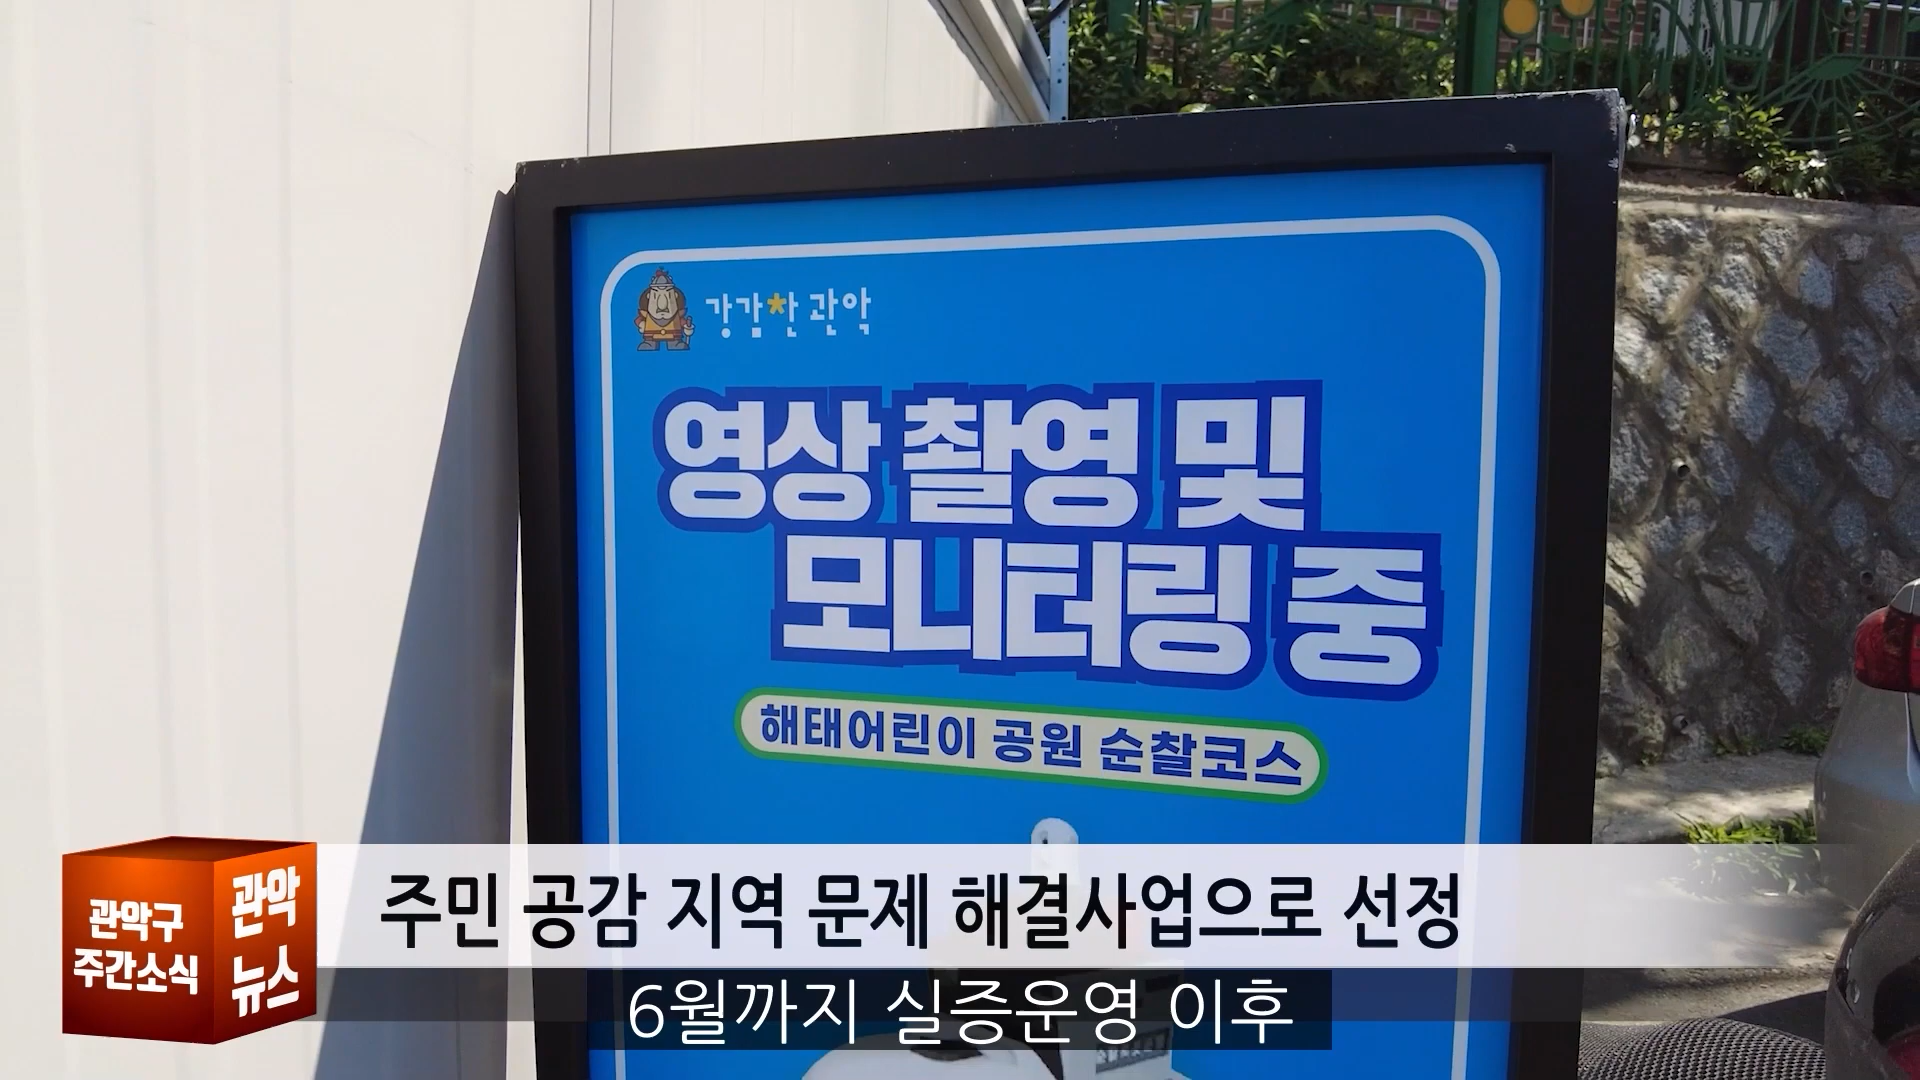 강감찬 관악
영상 촬영 및
모니터링 중
해태어린이 공원 순찰코스
관악구
주간소식
관악
뉴스
주민 공감 지역 문제 해결사업으로 선정
6월까지 실증운영 이후